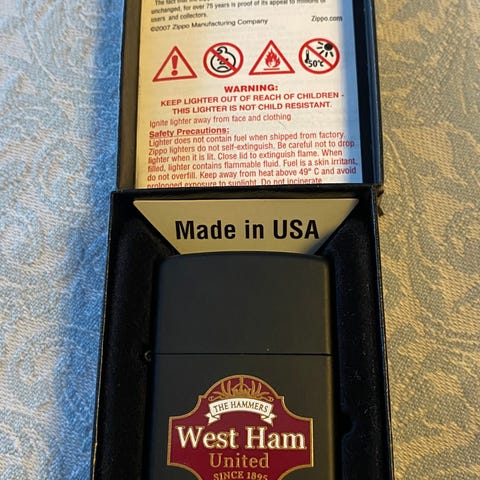 unchanged, for over 75 years is proof of its appeal to millions of
users and collectors.
©2007 Zippo Manufacturing Company
Zippo.com
50°C
WARNING:
KEEP LIGHTER OUT OF REACH OF CHILDREN -
THIS LIGHTER IS NOT CHILD RESISTANT.
Ignite lighter away from face and clothing
Safety Precautions:
Lighter does not contain fuel when shipped from factory.
Zippo lighters do not self-extinguish. Be careful not to drop
lighter when it is lit. Close lid to extinguish flame. When
filled, lighter contains flammable fluid. Fuel is a skin irritant,
do not overfill. Keep away from heat above 49° C and avoid
prolonged exposure to sunlight. Do not incinerate
Made in USA
THE HAMMERS
West Ham
United
SINCE 1895